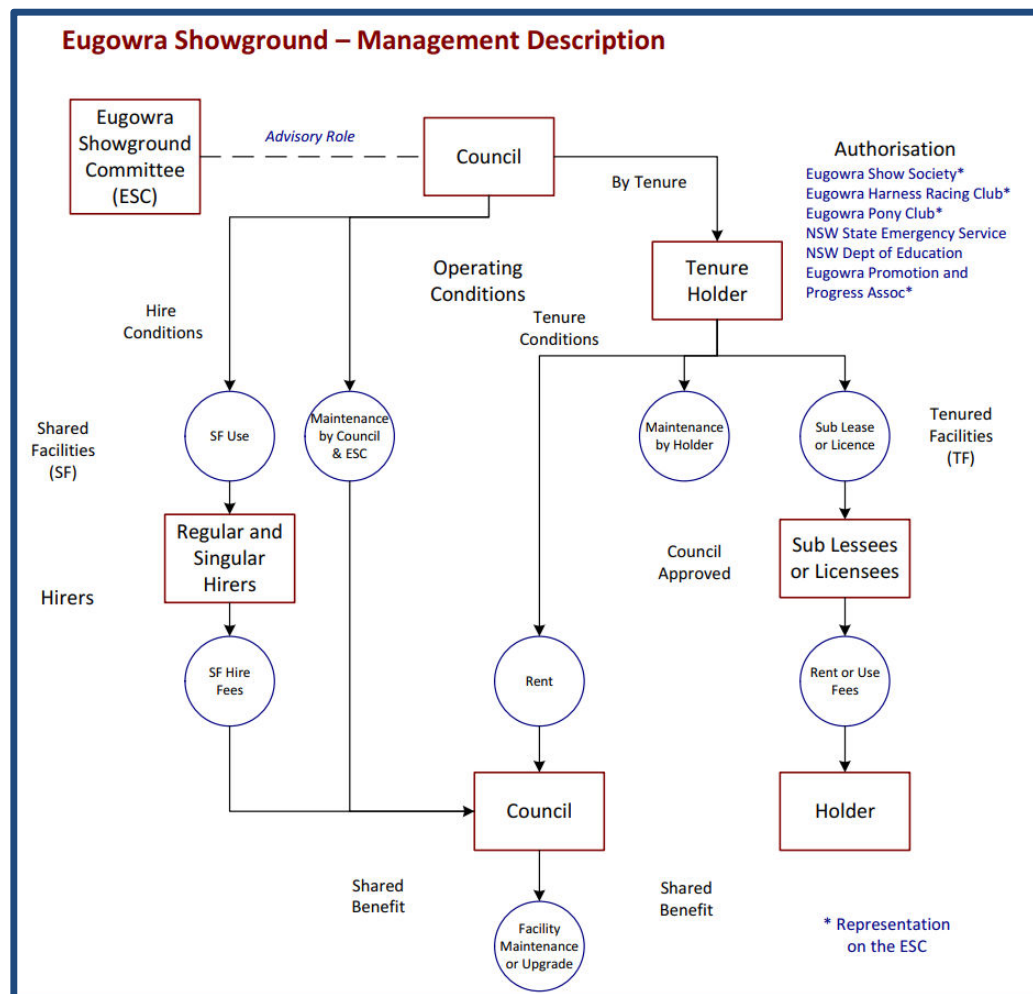 Eugowra Showground – Management Description
Eugowra
Showground
Committee
(ESC)
Advisory Role
Council
By Tenure
Authorisation
Eugowra Show Society*
Eugowra Harness Racing Club*
Eugowra Pony Club*
NSW State Emergency Service
NSW Dept of Education
Eugowra Promotion and
Progress Assoc*
Tenure
Holder
Operating
Conditions
Hire
Conditions
Tenure
Conditions
Shared
Facilities
(SF)
SF Use
Maintenance
by Council
& ESC
Maintenance
by Holder
Sub Lease
or Licence
Tenured
Facilities
(TF)
Regular and
Singular
Hirers
Hirers
Council
Approved
Sub Lessees
or Licensees
SF Hire
Fees
Rent
Rent or Use
Fees
Council
Holder
Shared
Benefit
Shared
Benefit
Facility
Maintenance
or Upgrade
* Representation
on the ESC